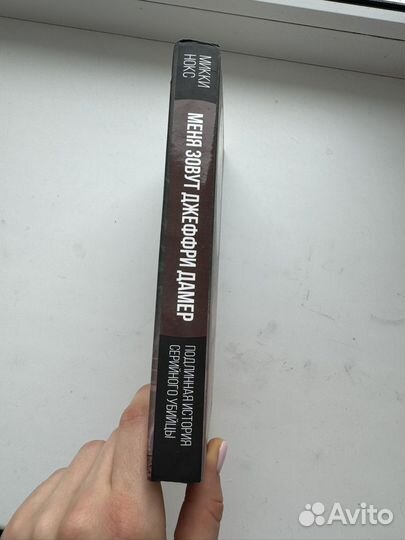 МИККИ
НОКС
МЕНЯ ЗОВУТ ДЖЕФФРИ ДАМЕР
ПОДЛИННАЯ ИСТОРИЯ
СЕРИЙНОГО УБИЙЦЫ
Avito